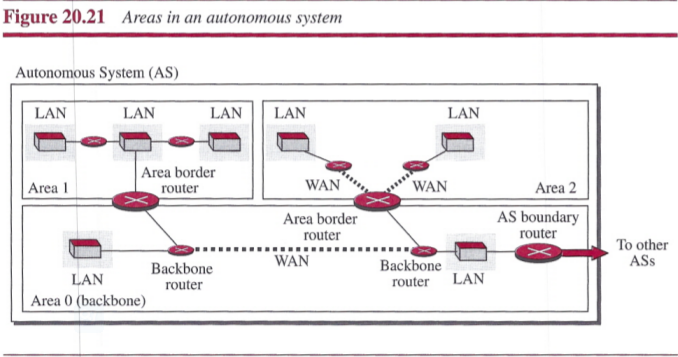 Figure 20.21 Areas in an autonomous system
Autonomous System (AS)
LAN LAN LAN
Area border
router
Area 1
LAN LAN
WAN WAN
Area 2
Area border
router
AS boundary
router
To other
ASs
WAN
LAN
Backbone
router
Backbone
router
LAN
Area 0 (backbone)